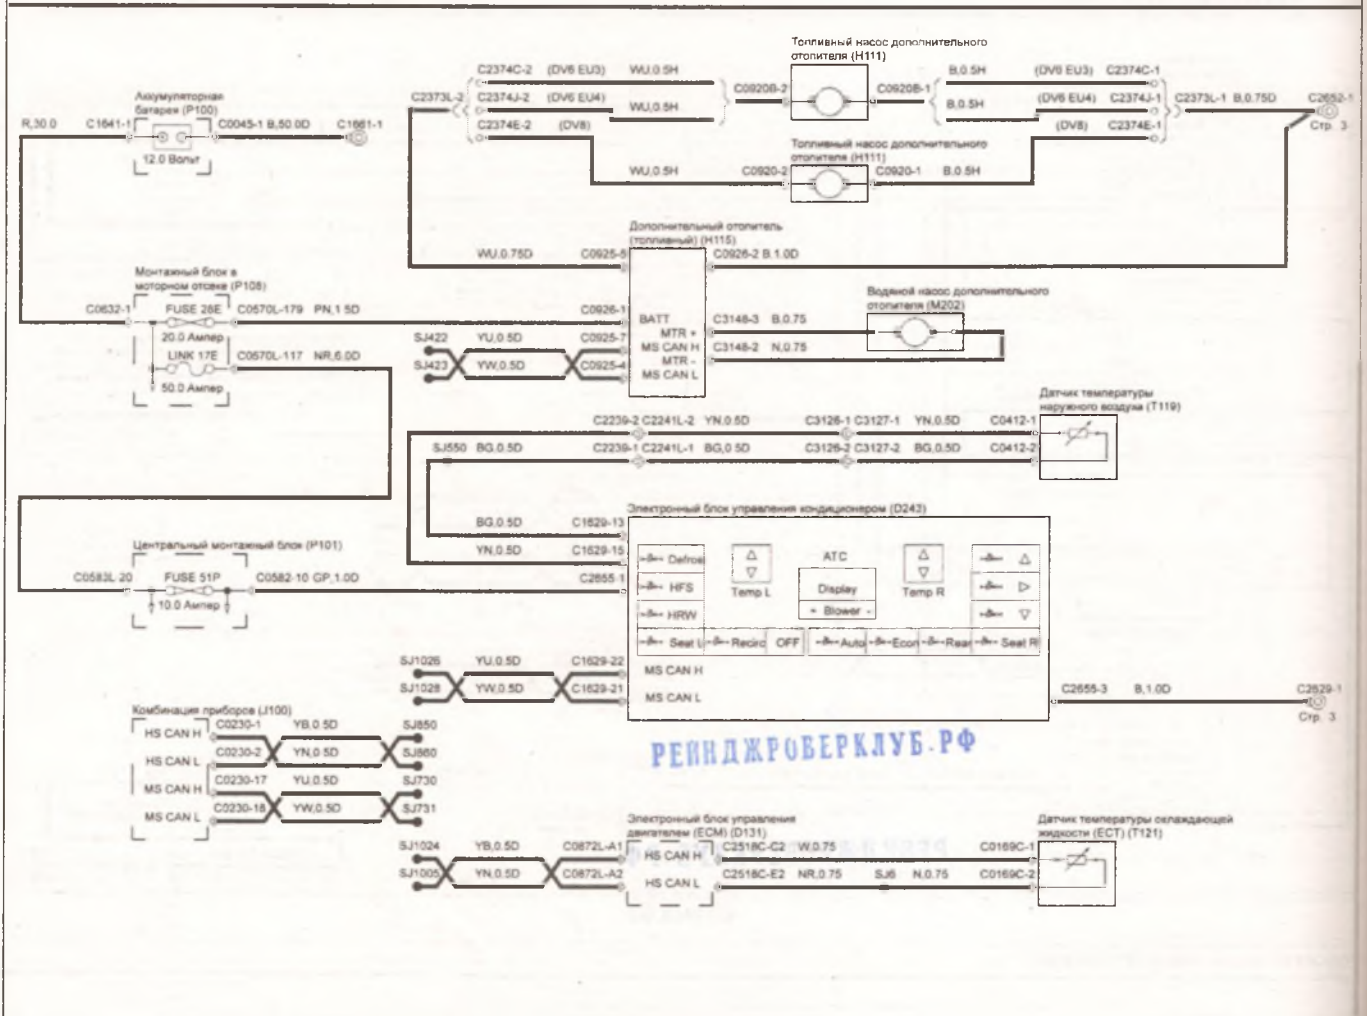 Топливный насос дополнительного
отопителя (H111)
C2374C-2 (DV6 EU3) WU,0.5H
B,0.5H (DV6 EU3) C2374C-1
C0920B-2 C0920B-1
C2373L-2 C2374J-2 (DV6 EU4) WU,0.5H
B,0.5H (DV6 EU4) C2374J-1 C2373L-1 B,0.75D C2652-1
Стр. 3
C2374E-2 (DV8)
(DV8) C2374E-1
Аккумуляторная
батарея (P100)
R,30.0 C1641-1 C0045-1 B,50.0D C1661-1
12.0 Вольт
Топливный насос дополнительного
отопителя (H111)
WU,0.5H C0920-2 C0920-1 B,0.5H
Дополнительный отопитель
(топливный) (H115)
WU,0.75D C0925-5 C0926-2 B,1.0D
Монтажный блок в
моторном отсеке (P108)
C0632-1 FUSE 28E C0570L-179 PN,1.5D C0926-1
20.0 Ампер
LINK 17E C0570L-117 NR,6.0D
50.0 Ампер
BATT
MTR +
MS CAN H
MTR -
MS CAN L
SJ422 YU,0.5D C0925-7
SJ423 YW,0.5D C0925-4
Водяной насос дополнительного
отопителя (M202)
C3148-3 B,0.75
C3148-2 N,0.75
Датчик температуры
наружного воздуха (T119)
C2239-2 C2241L-2 YN,0.5D C3126-1 C3127-1 YN,0.5D C0412-1
SJ550 BG,0.5D C2239-1 C2241L-1 BG,0.5D C3126-2 C3127-2 BG,0.5D C0412-2
Электронный блок управления кондиционером (D243)
BG,0.5D C1629-13
YN,0.5D C1629-15
Центральный монтажный блок (P101)
C0583L-20 FUSE 51P C0582-10 GP,1.0D C2655-1
10.0 Ампер
Defrost
HFS
HRW
Temp L
ATC
Display
+ Blower -
Temp R
Seat L Recirc OFF Auto Econ Rear Seat R
SJ1026 YU,0.5D C1629-22 MS CAN H
SJ1028 YW,0.5D C1629-21 MS CAN L
C2655-3 B,1.0D C2529-1
Стр. 3
Комбинация приборов (J100)
HS CAN H C0230-1 YB,0.5D SJ850
HS CAN L C0230-2 YN,0.5D SJ860
MS CAN H C0230-17 YU,0.5D SJ730
MS CAN L C0230-18 YW,0.5D SJ731
РЕЙНДЖРОВЕРКЛУБ.РФ
Электронный блок управления
двигателем (ECM) (D131)
SJ1024 YB,0.5D C0872L-A1 HS CAN H C2518C-C2 W,0.75 C0169C-1
SJ1005 YN,0.5D C0872L-A2 HS CAN L C2518C-E2 NR,0.75 SJ6 N,0.75 C0169C-2
Датчик температуры охлаждающей
жидкости (ECT) (T121)